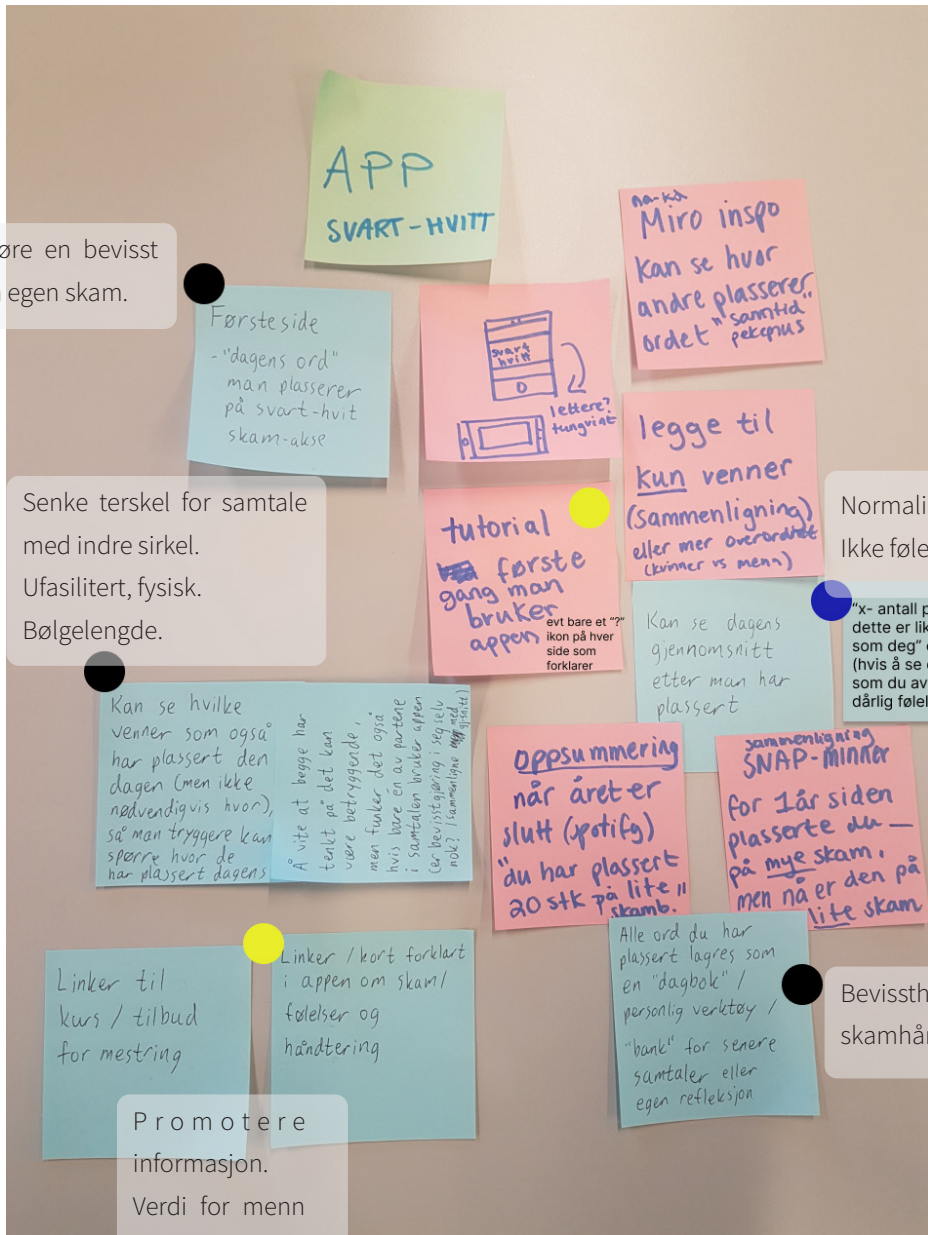 APP
SVART-HVITT
øre en bevisst
egen skam.
Førsteside
- "dagens ord"
man plasserer
på svart-hvit
skam-akse
svart
hvitt
lettere?
tungvint
Miro inspo
kan se hvor
andre plasserer
ordet "samntid"
Senke terskel for samtale
med indre sirkel.
Ufasilitert, fysisk.
Bølgelengde.
tutorial
første
gang man
bruker
appen
evt bare et "?"
ikon på hver
side som
forklarer
legge til
kun venner
(sammenligning)
eller mer overordnet
(kvinner vs menn)
Normali
Ikke føle
Kan se dagens
gjennomsnitt
etter man har
plassert
"x- antall p
dette er lik
som deg"
(hvis å se
som du av
dårlig følel
Kan se hvilke
venner som også
har plassert den
dagen (men ikke
nødvendigvis hvor),
så man tryggere kan
spørre hvor de
har plassert dagens
Å vite at begge har
tenkt på det kan
være betryggende,
men funker det også
hvis bare én av partene
i samtalen bruker appen
(er bevisstgjøring i seg selv
nok? (sammenligne med
gj.snitt)
oppsummering
når året er
slutt (spotify)
"du har plassert
20 stk på lite"
skamb.
sammenligning
SNAP-minner
for 1 år siden
plasserte du —
på mye skam,
men nå er den på
lite skam
Linker til
kurs / tilbud
for mestring
Linker / kort forklart
i appen om skam/
følelser og
håndtering
Alle ord du har
plassert lagres som
en "dagbok" /
personlig verktøy /
"bank" for senere
samtaler eller
egen refleksjon
Bevissth
skamhår
Promotere
informasjon.
Verdi for menn